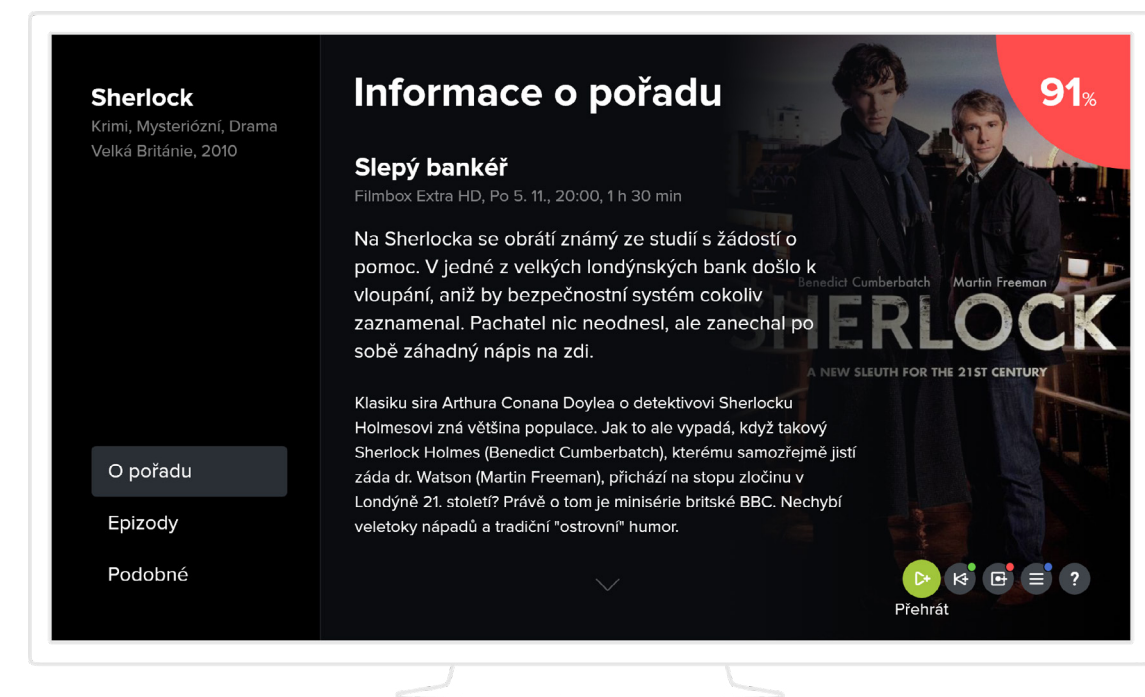 Sherlock
Krimi, Mysteriózní, Drama
Velká Británie, 2010
O pořadu
Epizody
Podobné
Informace o pořadu
91%
Slepý bankéř
Filmbox Extra HD, Po 5. 11., 20:00, 1 h 30 min
Na Sherlocka se obrátí známý ze studií s žádostí o
pomoc. V jedné z velkých londýnských bank došlo k
vloupání, aniž by bezpečnostní systém cokoliv
zaznamenal. Pachatel nic neodnesl, ale zanechal po
sobě záhadný nápis na zdi.
Klasiku sira Arthura Conana Doylea o detektivovi Sherlocku
Holmesovi zná většina populace. Jak to ale vypadá, když takový
Sherlock Holmes (Benedict Cumberbatch), kterému samozřejmě jistí
záda dr. Watson (Martin Freeman), přichází na stopu zločinu v
Londýně 21. století? Právě o tom je minisérie britské BBC. Nechybí
veletoky nápadů a tradiční "ostrovní" humor.
Benedict Cumberbatch Martin Freeman
SHERLOCK
A NEW SLEUTH FOR THE 21ST CENTURY
?
Přehrát